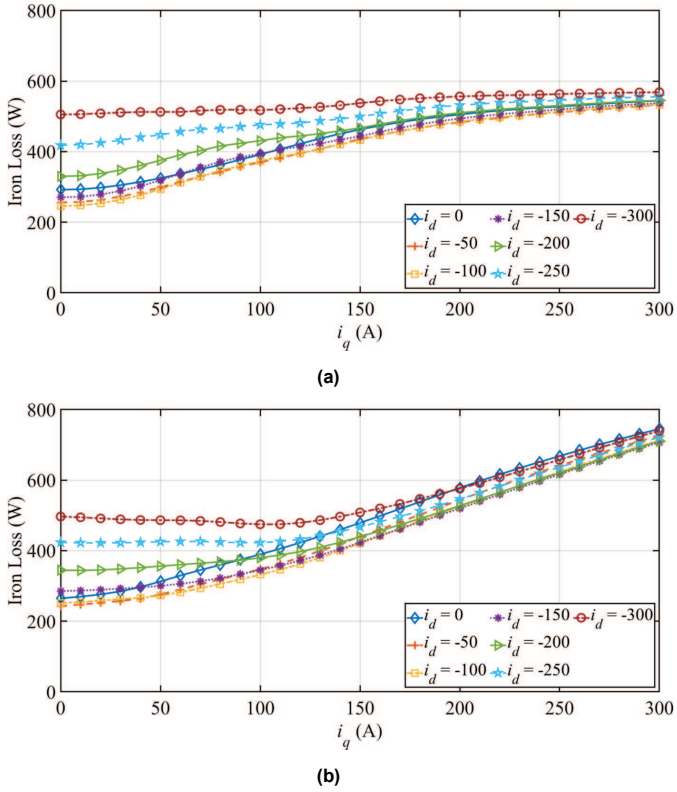 800
600
400
200
0
Iron Loss (W)
i_d = 0 i_d = -150 i_d = -300
i_d = -50 i_d = -200
i_d = -100 i_d = -250
0 50 100 150 200 250 300
i_q (A)
(a)
800
600
400
200
0
Iron Loss (W)
i_d = 0 i_d = -150 i_d = -300
i_d = -50 i_d = -200
i_d = -100 i_d = -250
0 50 100 150 200 250 300
i_q (A)
(b)